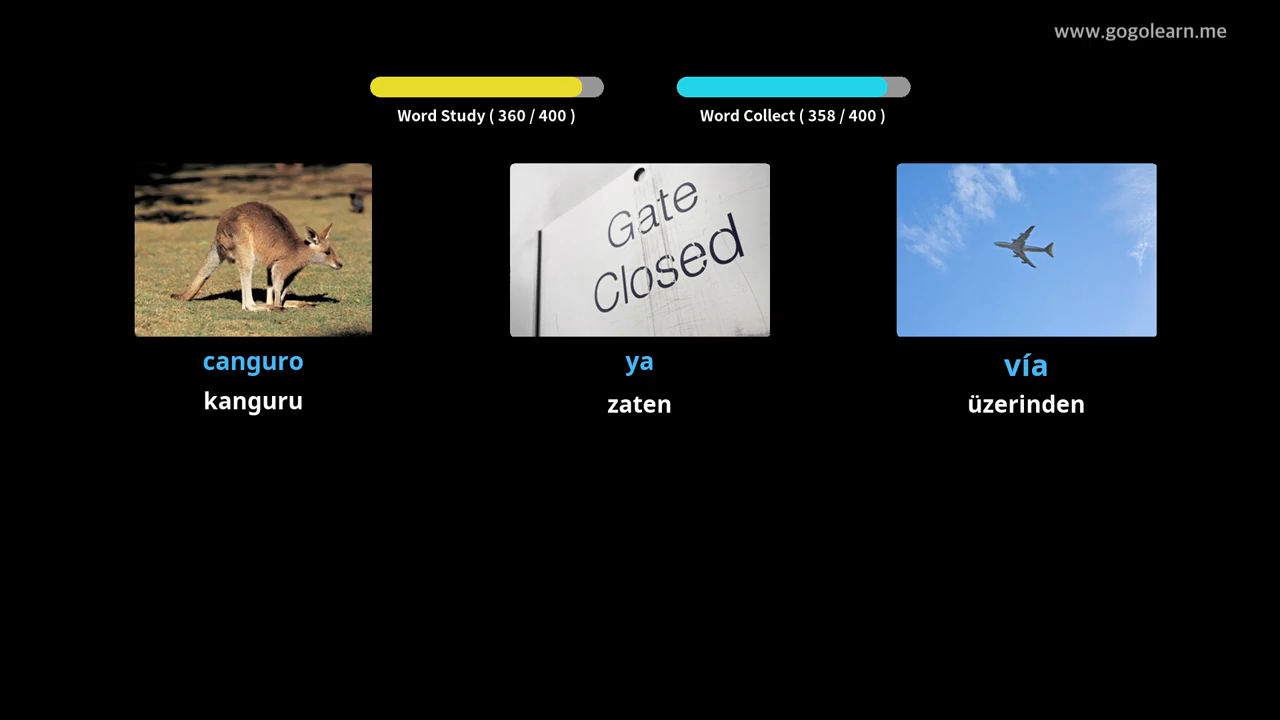 www.gogolearn.me
Word Study ( 360 / 400 )
Word Collect ( 358 / 400 )
Gate
Closed
canguro
kanguru
ya
zaten
vía
üzerinden